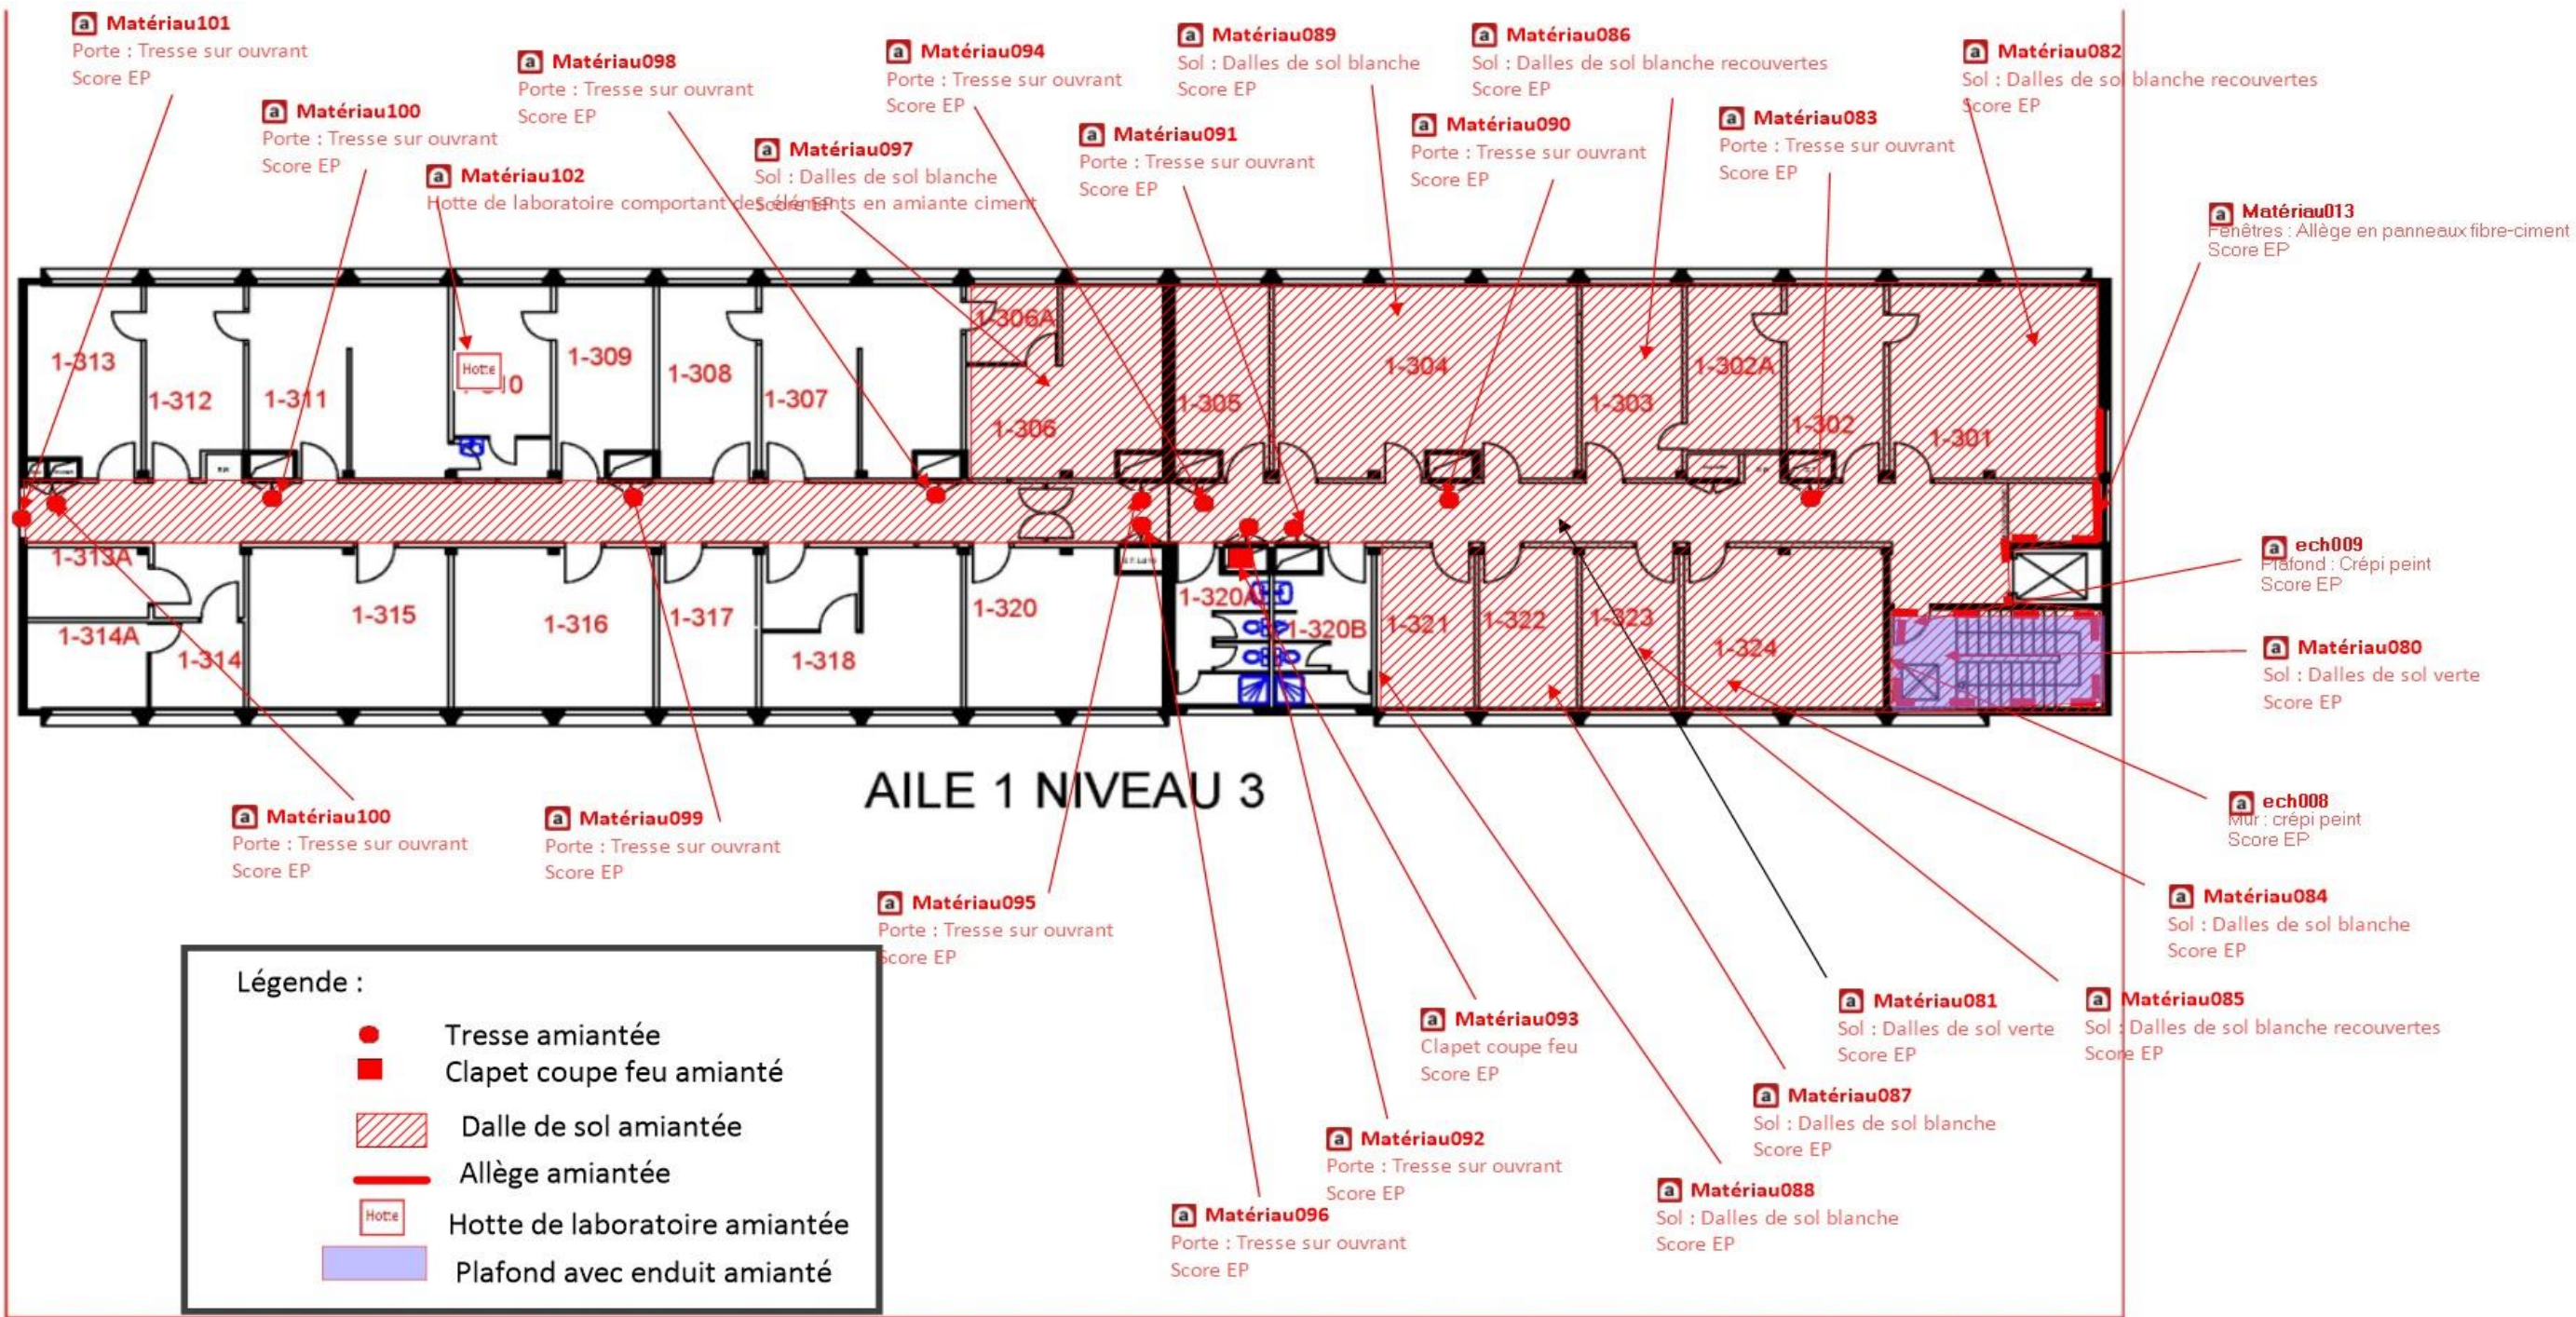 Matériau101
Porte : Tresse sur ouvrant
Score EP
Matériau100
Porte : Tresse sur ouvrant
Score EP
Matériau102
Hotte de laboratoire comportant des éléments en amiante ciment
Matériau098
Porte : Tresse sur ouvrant
Score EP
Matériau097
Sol : Dalles de sol blanche
Score EP
Matériau094
Porte : Tresse sur ouvrant
Score EP
Matériau091
Porte : Tresse sur ouvrant
Score EP
Matériau089
Sol : Dalles de sol blanche
Score EP
Matériau090
Porte : Tresse sur ouvrant
Score EP
Matériau086
Sol : Dalles de sol blanche recouvertes
Score EP
Matériau083
Porte : Tresse sur ouvrant
Score EP
Matériau082
Sol : Dalles de sol blanche recouvertes
Score EP
Matériau013
Fenêtres : Allège en panneaux fibre-ciment
Score EP
1-313
1-312
1-311
Hotte
1-309
1-308
1-307
1-306A
1-306
1-305
1-304
1-303
1-302A
1-302
1-301
1-313A
1-314A
1-314
1-315
1-316
1-317
1-318
1-320
1-320A
1-320B
1-321
1-322
1-323
1-324
ech009
Plafond : Crépi peint
Score EP
Matériau080
Sol : Dalles de sol verte
Score EP
ech008
Mur : crépi peint
Score EP
AILE 1 NIVEAU 3
Matériau100
Porte : Tresse sur ouvrant
Score EP
Matériau099
Porte : Tresse sur ouvrant
Score EP
Matériau095
Porte : Tresse sur ouvrant
Score EP
Matériau084
Sol : Dalles de sol blanche
Score EP
Matériau093
Clapet coupe feu
Score EP
Matériau081
Sol : Dalles de sol verte
Score EP
Matériau085
Sol : Dalles de sol blanche recouvertes
Score EP
Matériau087
Sol : Dalles de sol blanche
Score EP
Matériau092
Porte : Tresse sur ouvrant
Score EP
Matériau088
Sol : Dalles de sol blanche
Score EP
Matériau096
Porte : Tresse sur ouvrant
Score EP
Légende :
Tresse amiantée
Clapet coupe feu amianté
Dalle de sol amiantée
Allège amiantée
Hotte
Hotte de laboratoire amiantée
Plafond avec enduit amianté